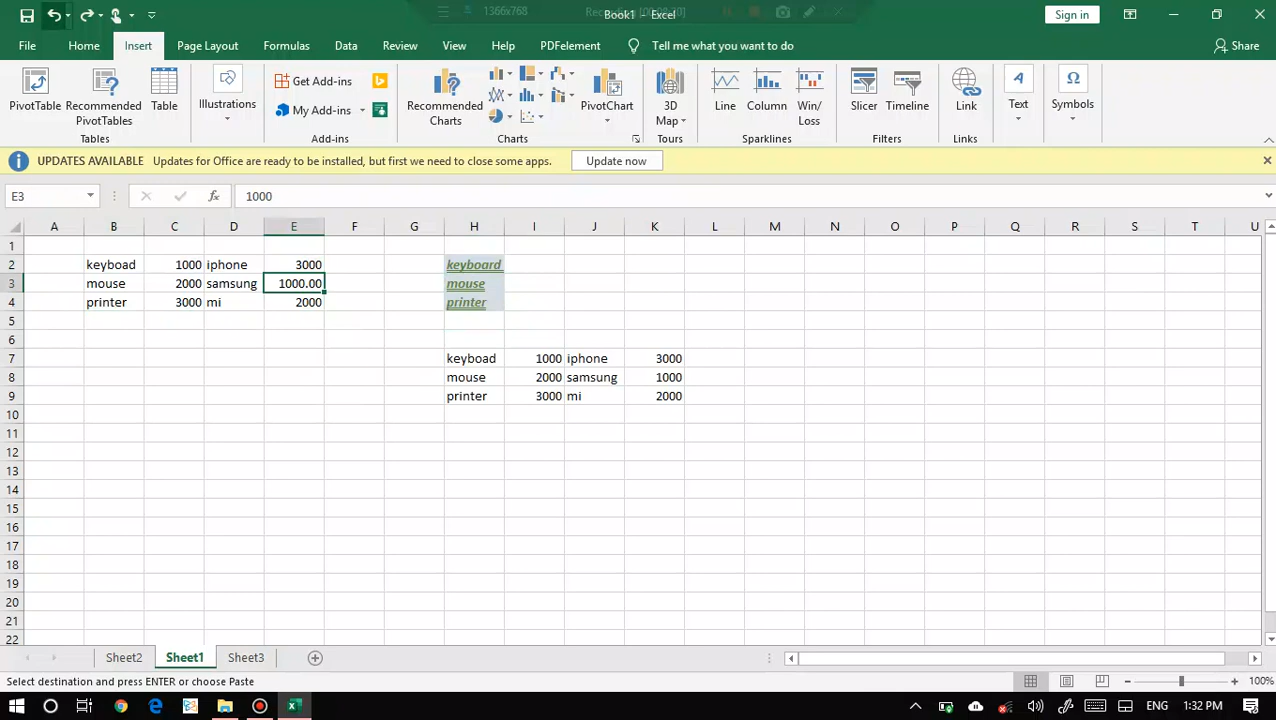 1366x768
Recording [00:08:20]
Book1 - Excel
Sign in
File Home Insert Page Layout Formulas Data Review View Help PDFelement Tell me what you want to do Share
PivotTable
Recommended PivotTables
Table
Tables
Illustrations
Get Add-ins
My Add-ins
Add-ins
Recommended Charts
PivotChart
Charts
3D Map
Tours
Line
Column
Win/Loss
Sparklines
Slicer
Timeline
Filters
Link
Links
Text
Symbols
UPDATES AVAILABLE Updates for Office are ready to be installed, but first we need to close some apps. Update now
E3 fx 1000
A B C D E F G H I J K L M N O P Q R S T U
1
2 keyboad 1000 iphone 3000 keyboard
3 mouse 2000 samsung 1000.00 mouse
4 printer 3000 mi 2000 printer
5
6
7 keyboad 1000 iphone 3000
8 mouse 2000 samsung 1000
9 printer 3000 mi 2000
10
11
12
13
14
15
16
17
18
19
20
21
22
Sheet2 Sheet1 Sheet3
Select destination and press ENTER or choose Paste 100%
ENG 1:32 PM